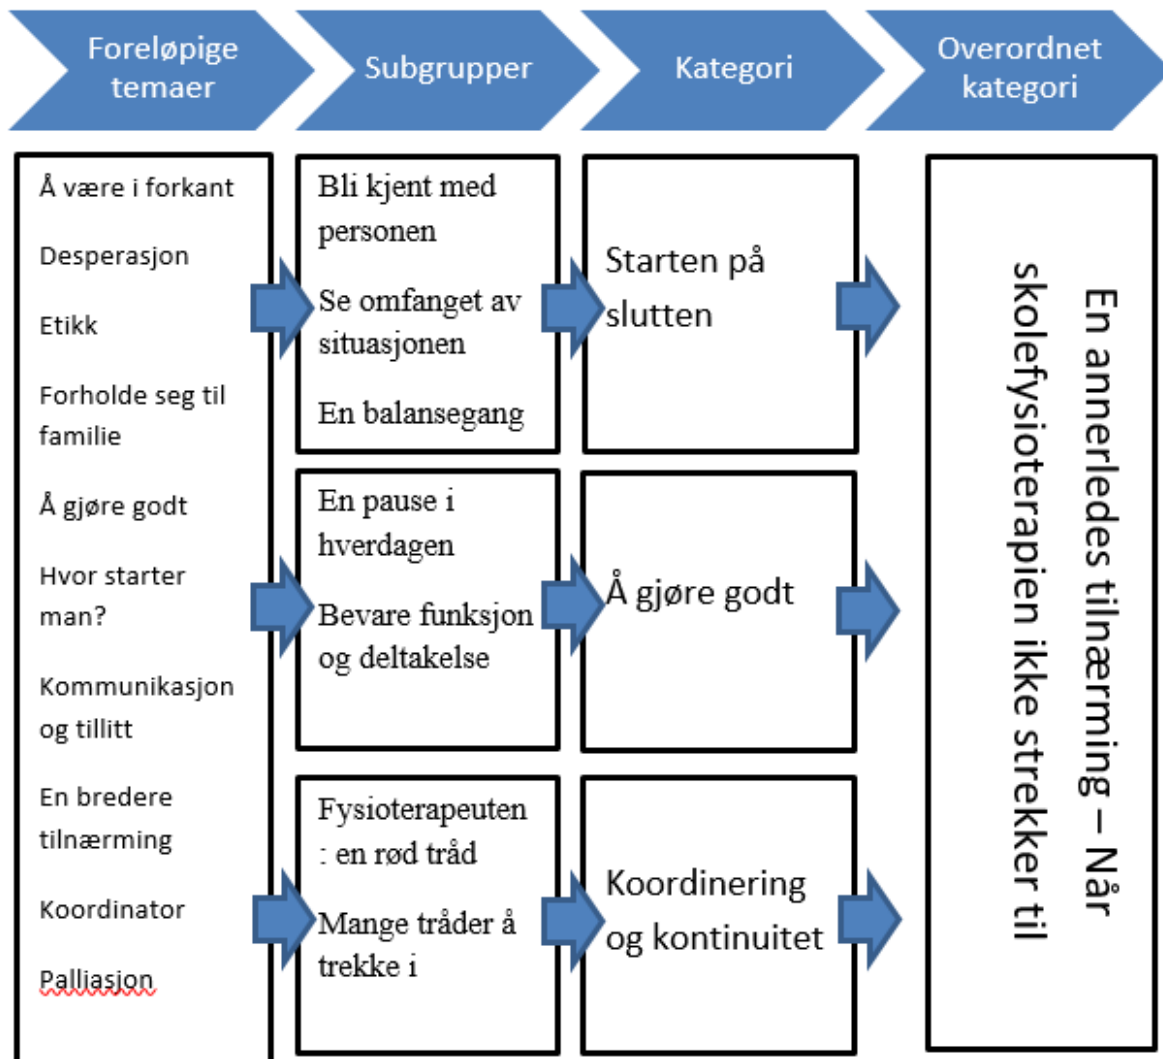 Foreløpige
temaer
Subgrupper
Kategori
Overordnet
kategori
Å være i forkant
Desperasjon
Etikk
Forholde seg til
familie
Å gjøre godt
Hvor starter
man?
Kommunikasjon
og tillitt
En bredere
tilnærming
Koordinator
Palliasjon
Bli kjent med
personen
Se omfanget av
situasjonen
En balansegang
En pause i
hverdagen
Bevare funksjon
og deltakelse
Fysioterapeuten
: en rød tråd
Mange tråder å
trekke i
Starten på
slutten
Å gjøre godt
Koordinering
og kontinuitet
En annerledes tilnærming – Når
skolefysioterapien ikke strekker til